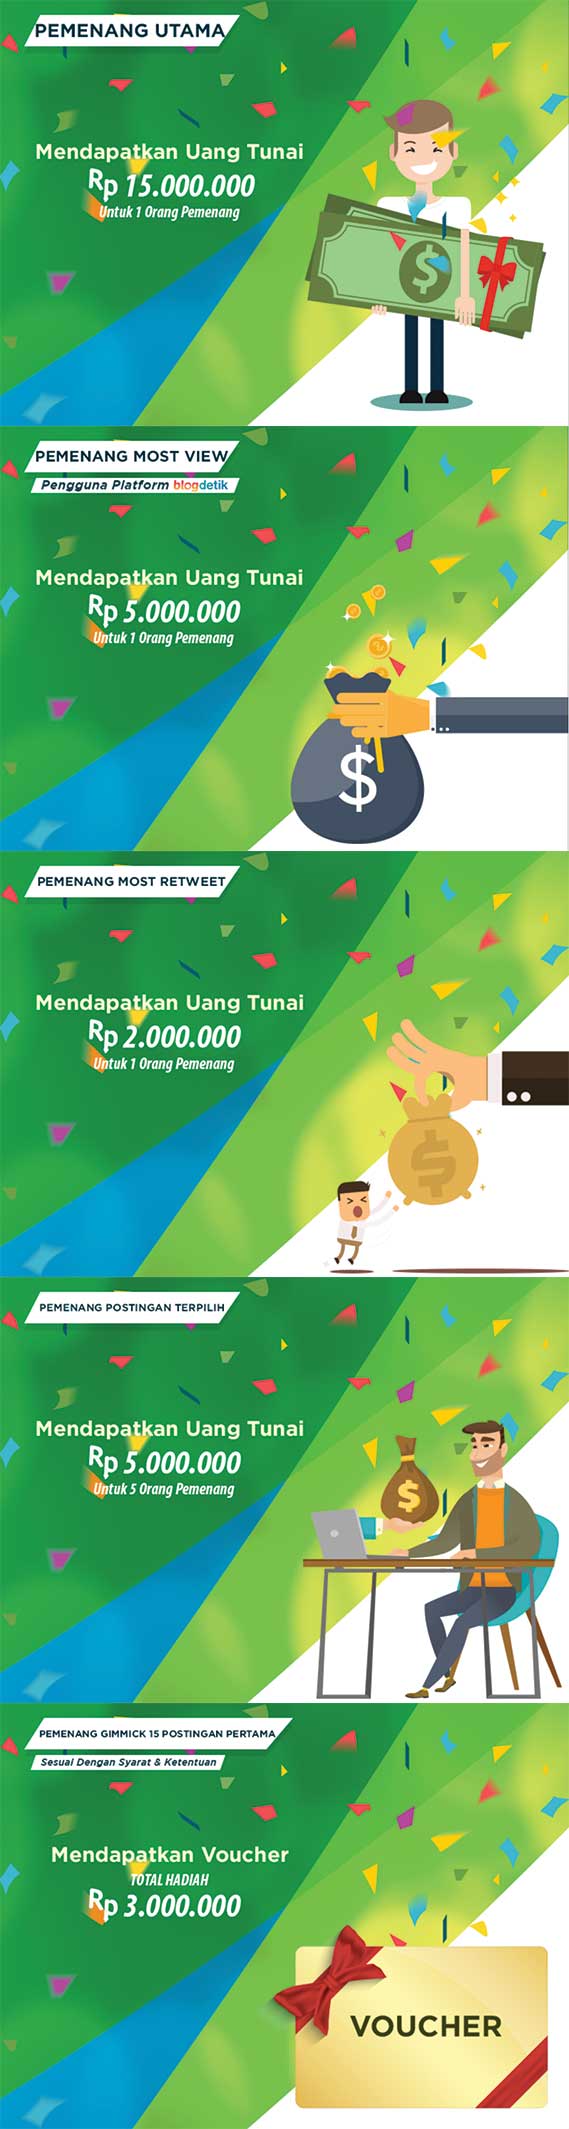 PEMENANG UTAMA
Mendapatkan Uang Tunai
Rp 15.000.000
Untuk 1 Orang Pemenang
$
PEMENANG MOST VIEW
Pengguna Platform blogdetik
Mendapatkan Uang Tunai
Rp 5.000.000
Untuk 1 Orang Pemenang
$
PEMENANG MOST RETWEET
Mendapatkan Uang Tunai
Rp 2.000.000
Untuk 1 Orang Pemenang
$
PEMENANG POSTINGAN TERPILIH
Mendapatkan Uang Tunai
Rp 5.000.000
Untuk 5 Orang Pemenang
$
PEMENANG GIMMICK 15 POSTINGAN PERTAMA
Sesuai Dengan Syarat & Ketentuan
Mendapatkan Voucher
TOTAL HADIAH
Rp 3.000.000
VOUCHER